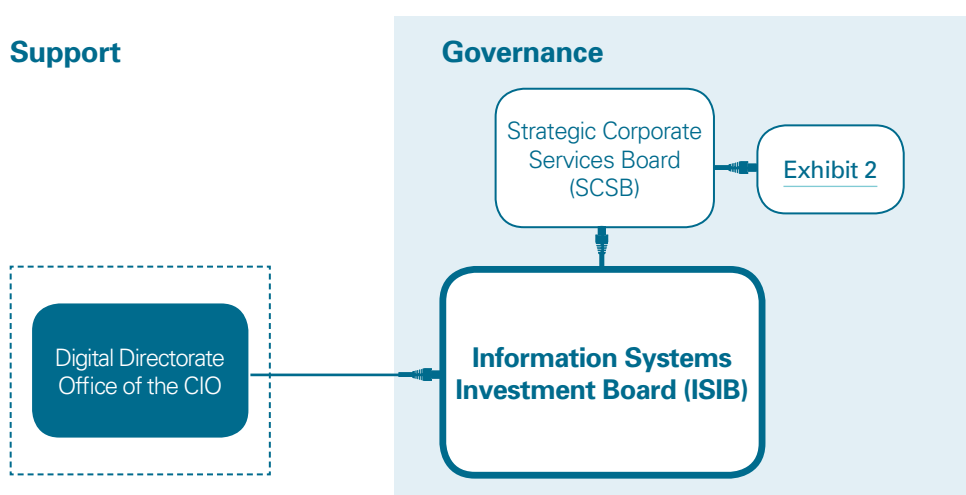 Support
Governance
Strategic Corporate
Services Board
(SCSB)
Exhibit 2
Digital Directorate
Office of the CIO
Information Systems
Investment Board (ISIB)